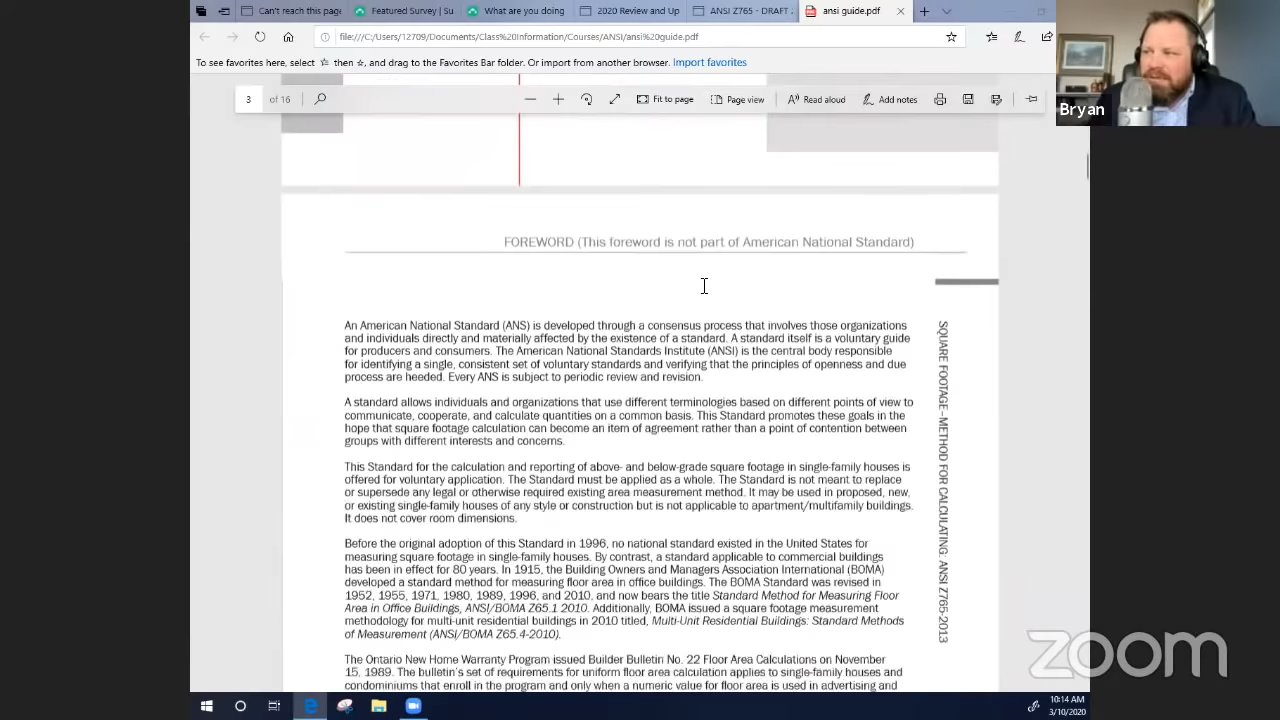 Can't reach this page
Featured Survey | Su
What are you doing
2020 Review and Up
ANSI Z765 - DRAFT
ansi guide.pdf
file:///C:/Users/12709/Documents/Class%20Information/Courses/ANSI/ansi%20guide.pdf
To see favorites here, select ☆ then ☆, and drag to the Favorites Bar folder. Or import from another browser. Import favorites
3 of 16
Fit to page
Page view
Read aloud
Add notes
Bryan
FOREWORD (This foreword is not part of American National Standard)
An American National Standard (ANS) is developed through a consensus process that involves those organizations
and individuals directly and materially affected by the existence of a standard. A standard itself is a voluntary guide
for producers and consumers. The American National Standards Institute (ANSI) is the central body responsible
for identifying a single, consistent set of voluntary standards and verifying that the principles of openness and due
process are heeded. Every ANS is subject to periodic review and revision.
A standard allows individuals and organizations that use different terminologies based on different points of view to
communicate, cooperate, and calculate quantities on a common basis. This Standard promotes these goals in the
hope that square footage calculation can become an item of agreement rather than a point of contention between
groups with different interests and concerns.
This Standard for the calculation and reporting of above- and below-grade square footage in single-family houses is
offered for voluntary application. The Standard must be applied as a whole. The Standard is not meant to replace
or supersede any legal or otherwise required existing area measurement method. It may be used in proposed, new,
or existing single-family houses of any style or construction but is not applicable to apartment/multifamily buildings.
It does not cover room dimensions.
Before the original adoption of this Standard in 1996, no national standard existed in the United States for
measuring square footage in single-family houses. By contrast, a standard applicable to commercial buildings
has been in effect for 80 years. In 1915, the Building Owners and Managers Association International (BOMA)
developed a standard method for measuring floor area in office buildings. The BOMA Standard was revised in
1952, 1955, 1971, 1980, 1989, 1996, and 2010, and now bears the title Standard Method for Measuring Floor
Area in Office Buildings, ANSI/BOMA Z65.1 2010. Additionally, BOMA issued a square footage measurement
methodology for multi-unit residential buildings in 2010 titled, Multi-Unit Residential Buildings: Standard Methods
of Measurement (ANSI/BOMA Z65.4-2010).
The Ontario New Home Warranty Program issued Builder Bulletin No. 22 Floor Area Calculations on November
15, 1989. The bulletin's set of requirements for uniform floor area calculation applies to single-family houses and
condominiums that enroll in the program and only when a numeric value for floor area is used in advertising and
SQUARE FOOTAGE–METHOD FOR CALCULATING: ANSI Z765-2013
zoom
10:14 AM
3/10/2020